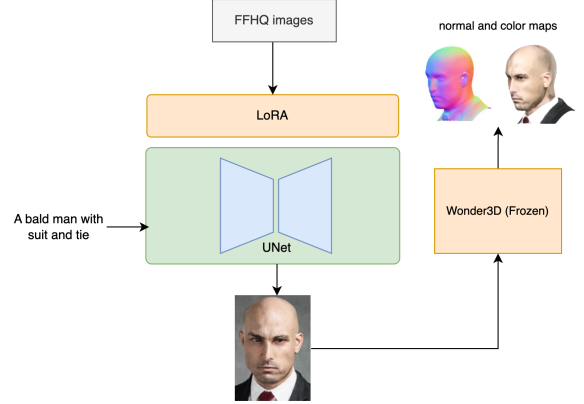 FFHQ images
normal and color maps
LoRA
A bald man with
suit and tie
UNet
Wonder3D (Frozen)